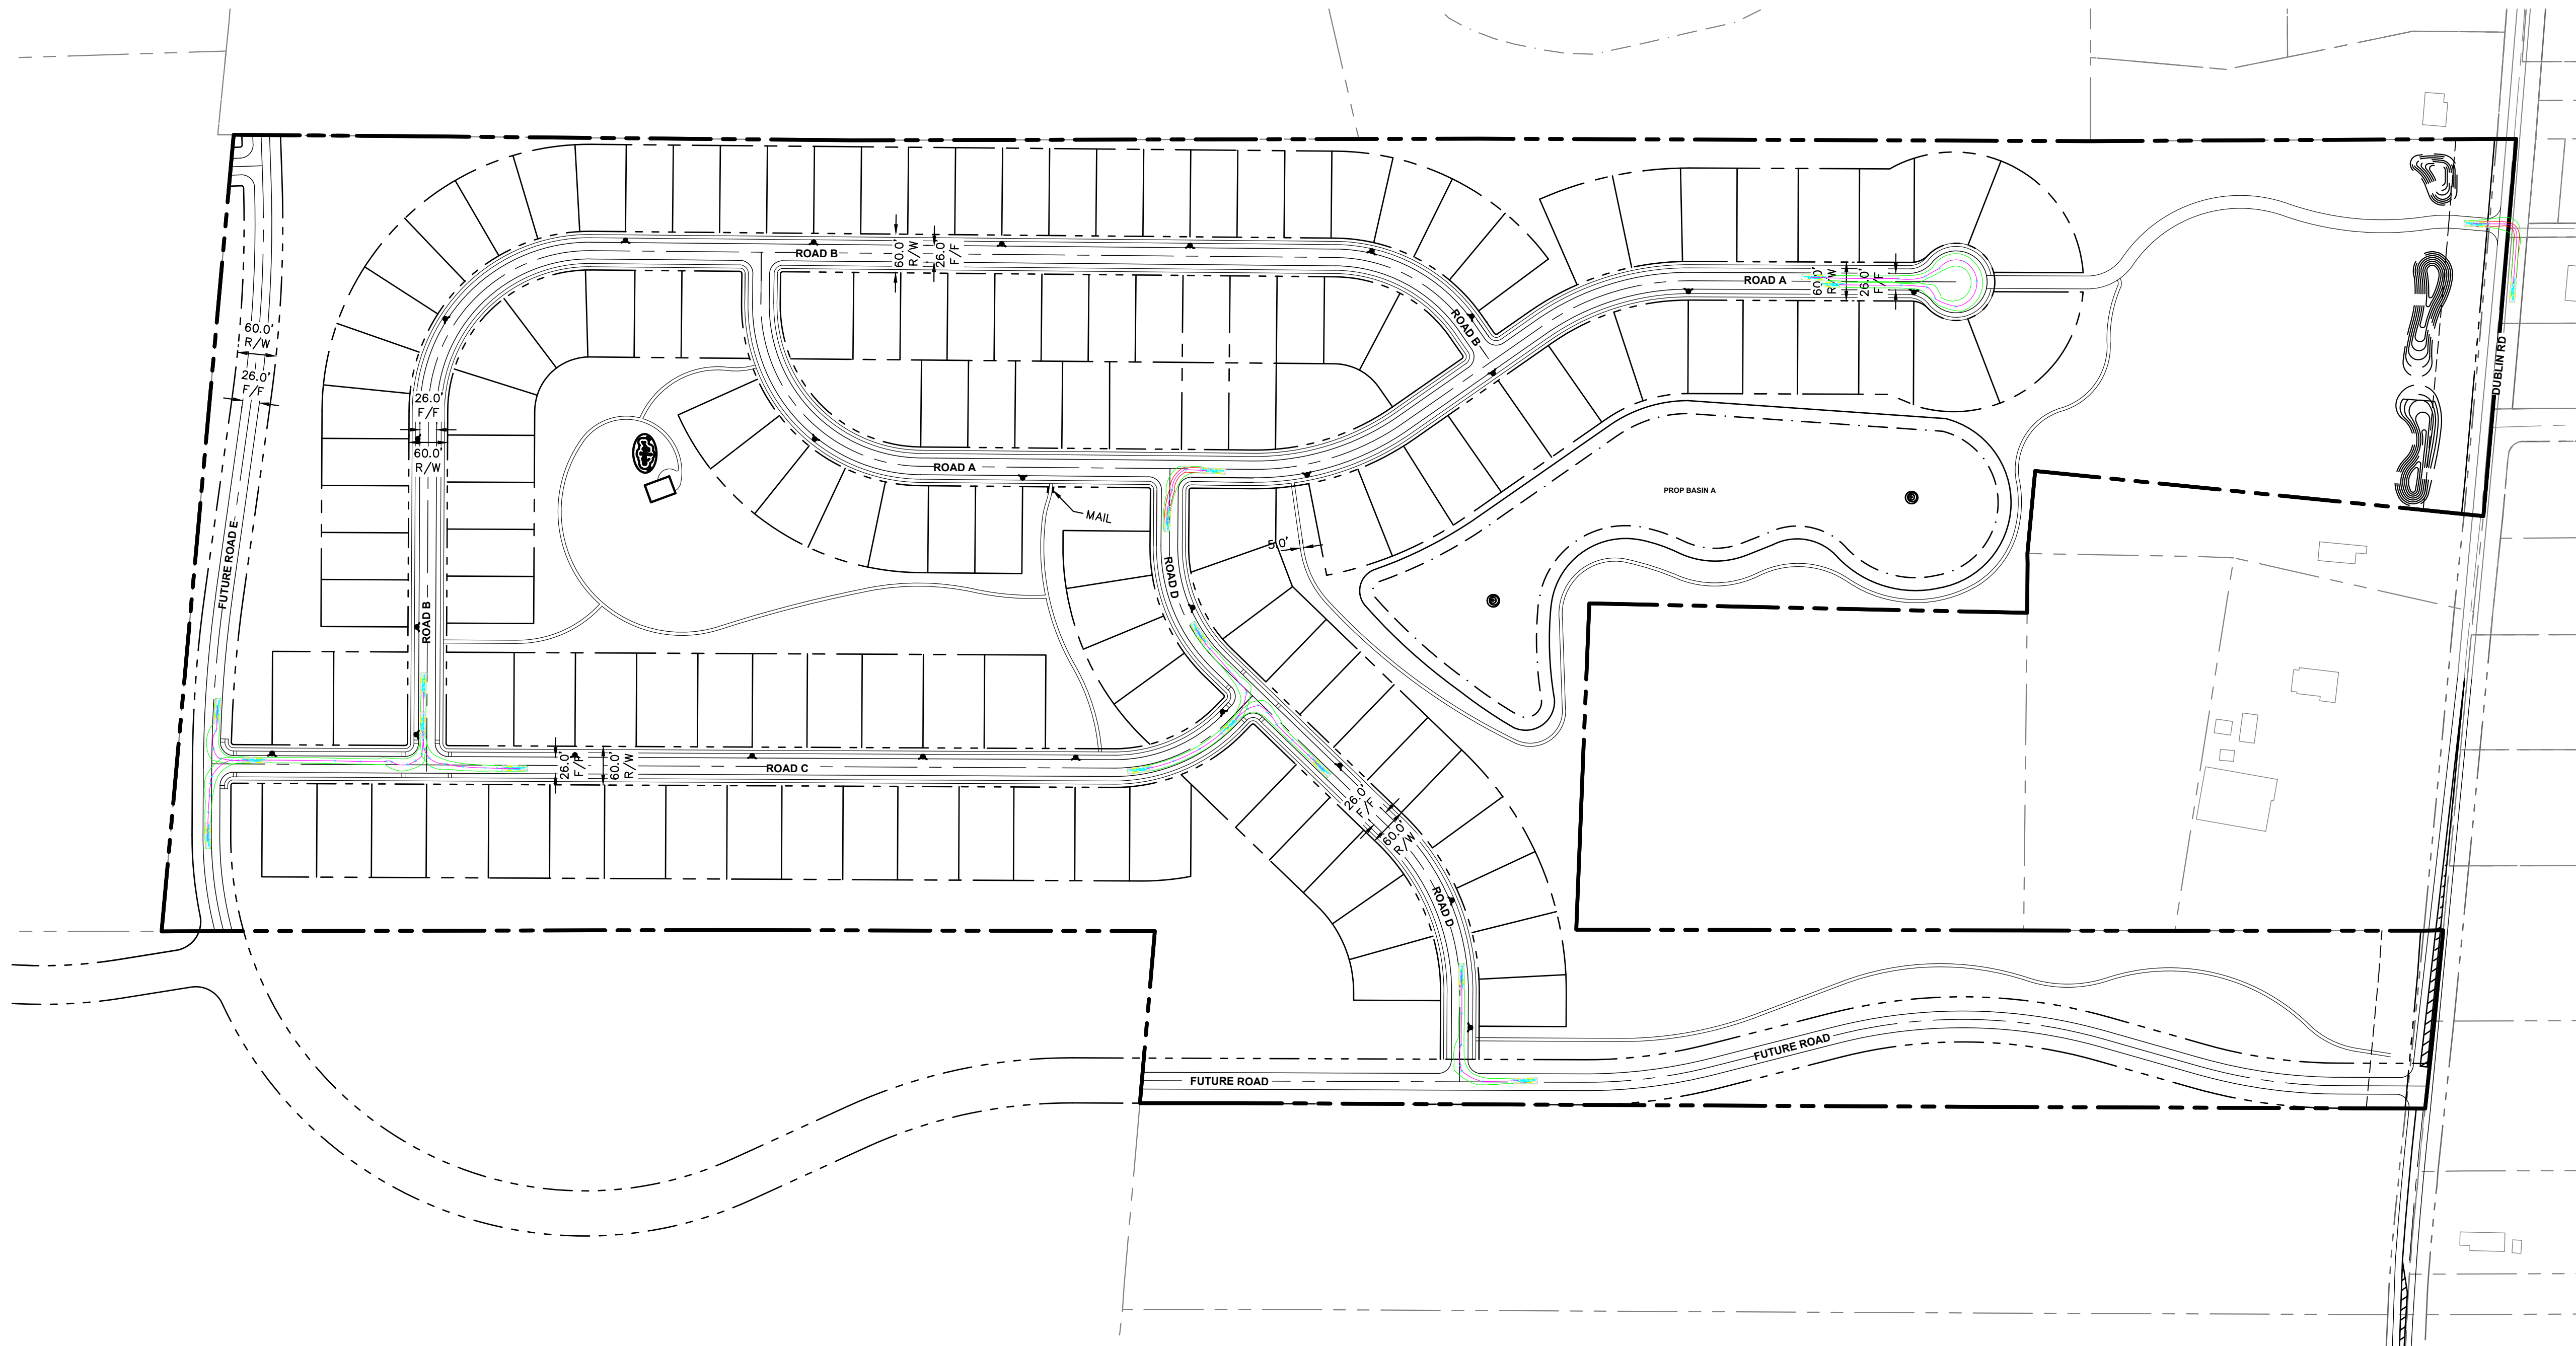 ROAD B
60.0'
R/W
26.0'
F/F
ROAD A
60.0'
R/W
26.0'
F/F
ROAD B
60.0'
R/W
26.0'
F/F
DUBLIN RD
26.0'
F/F
60.0'
R/W
ROAD A
PROP BASIN A
MAIL
5.0'
FUTURE ROAD E
ROAD B
ROAD D
ROAD C
26.0'
F/F
60.0'
R/W
26.0'
F/F
60.0'
R/W
ROAD D
FUTURE ROAD
FUTURE ROAD